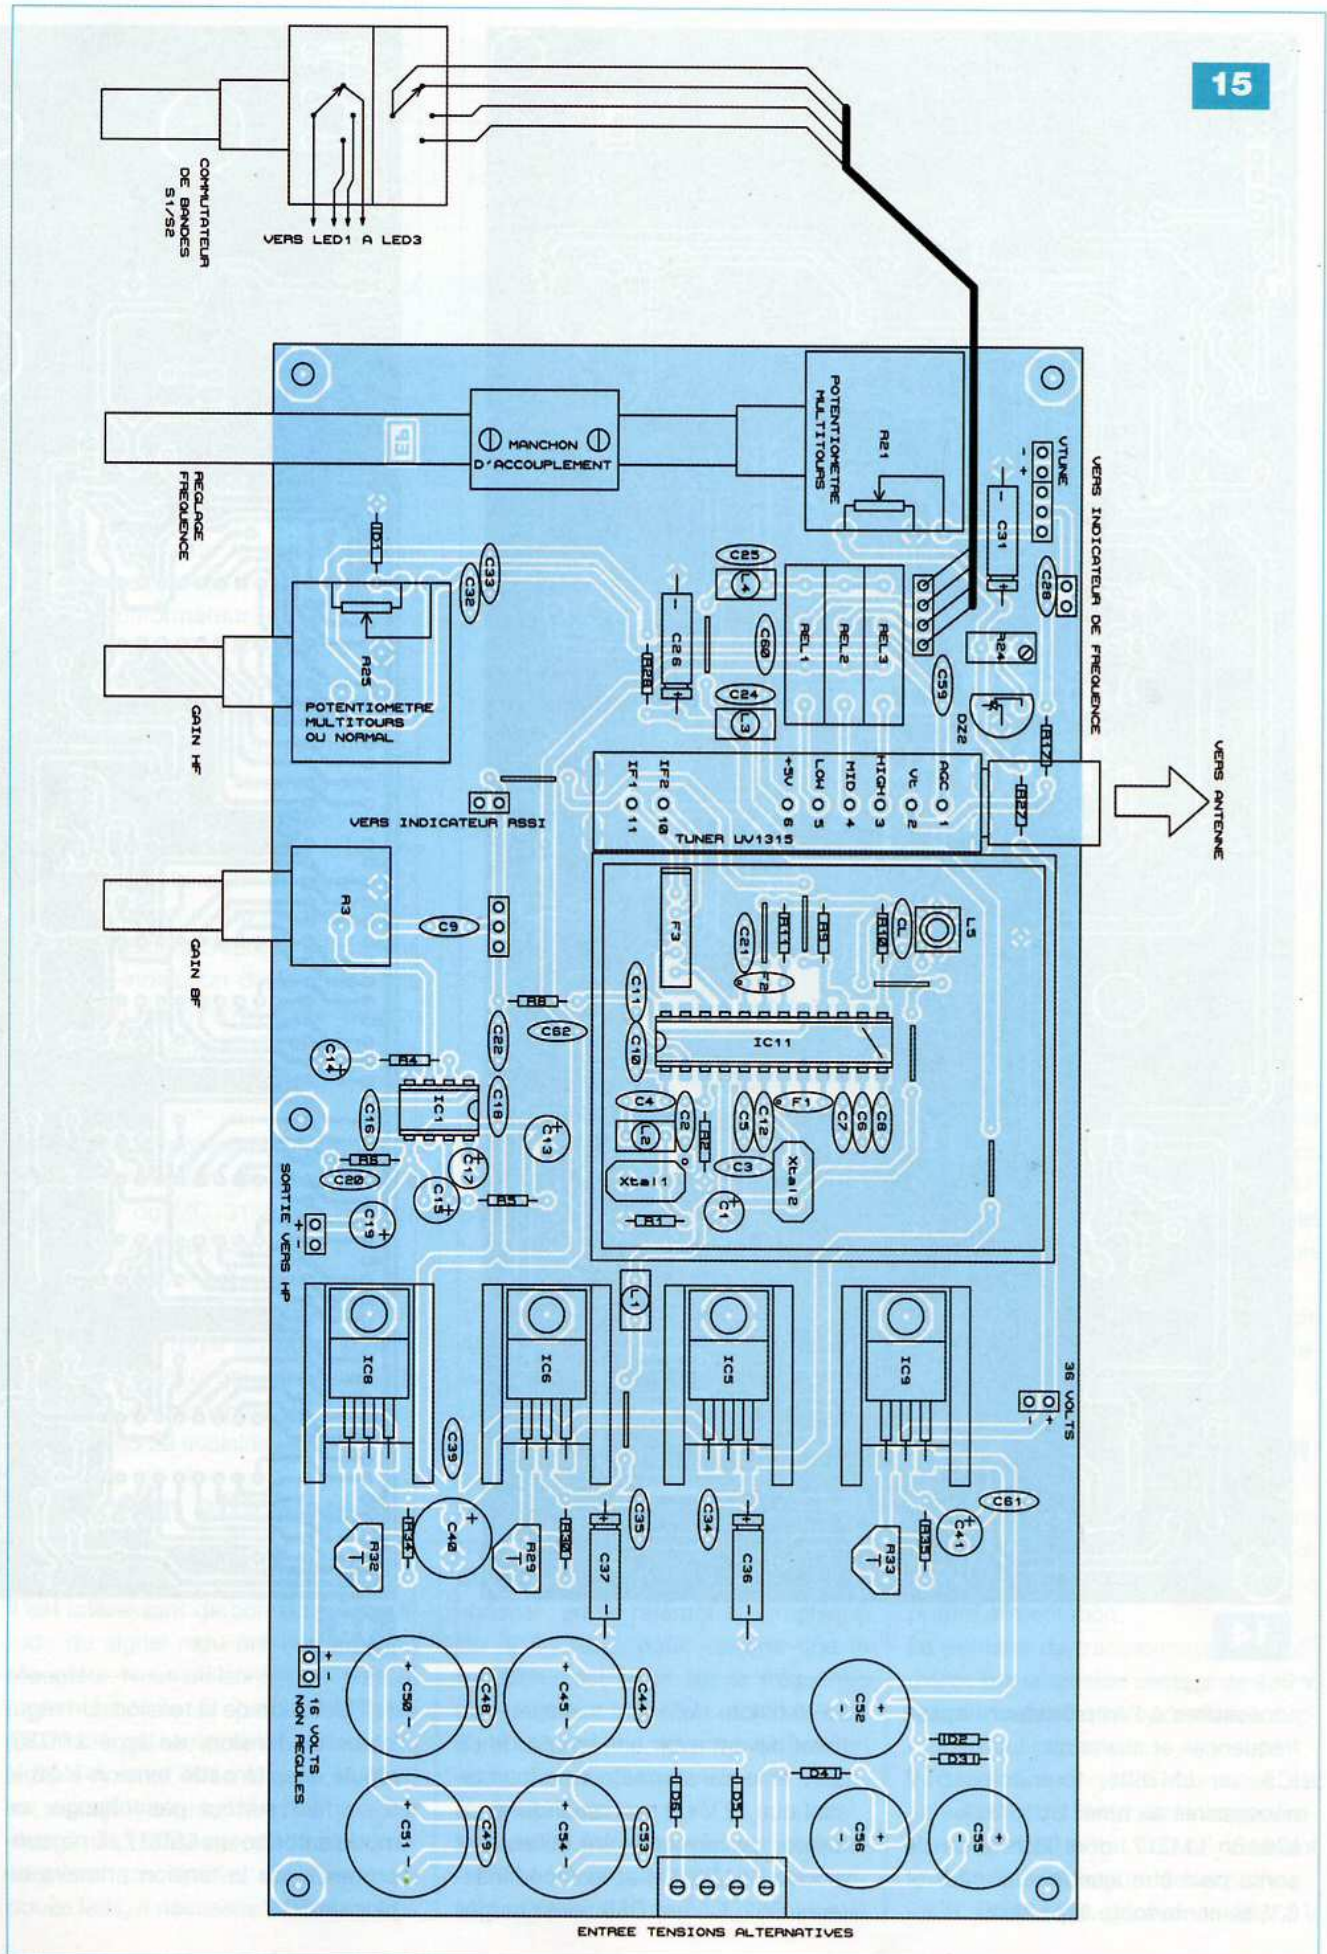 15
COMMUTATEUR
DE BANDES
S1/S2
VERS LED1 A LED3
MANCHON
D'ACCOUPLEMENT
REGLAGE
FREQUENCE
POTENTIOMETRE
MULTITOURS
R21
VTUNE
- +
VERS INDICATEUR DE FREQUENCE
C31
- +
C28
R24
DZ2
R17
R27
C59
D1
C33
C32
R25
POTENTIOMETRE
MULTITOURS
OU NORMAL
GAIN HF
C25
L4
C26
- +
C60
R28
C24
L3
REL1
REL2
REL3
VERS ANTENNE
AGC 1
Vt 2
HIGH 3
MID 4
LOW 5
+5V 6
IF2 10
IF1 11
TUNER UV1315
VERS INDICATEUR RSSI
R3
GAIN BF
C9
F3
C21
R11
R9
R10
CL
L5
F2
C11
C10
IC11
R8
C62
C22
C14
+
R4
IC1
C18
C16
C13
+
R6
C20
C17
+
C15
+
R5
C19
+
SORTIE VERS HP
+ -
C4
C2
L2
R2
C5
C12
F1
C7
C6
C8
C3
Xtal1
Xtal2
R1
C1
+
L1
IC8
IC6
IC5
IC9
36 VOLTS
- +
C39
C40
+
R34
R32
T
R29
T
R30
C35
C37
+ -
C34
C36
+ -
R33
T
R35
C41
+
C61
16 VOLTS
NON REGULES
+ -
+ C50 -
C48
+ C45 -
C44
C52
- +
D2
D3
D4
+ C51 -
C49
+ C54 -
C53
D6
D5
C56
- +
C55
- +
ENTREE TENSIONS ALTERNATIVES